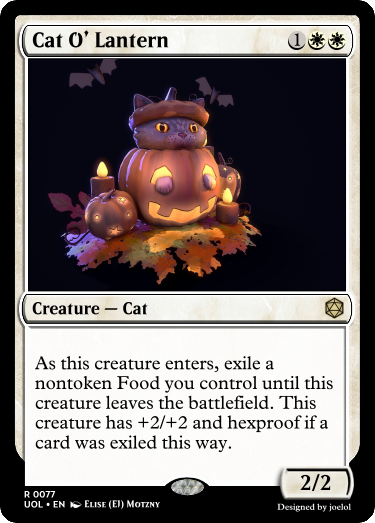 Cat O' Lantern 1
Creature — Cat
As this creature enters, exile a
nontoken Food you control until this
creature leaves the battlefield. This
creature has +2/+2 and hexproof if a
card was exiled this way.
2/2
R 0077
UOL • EN Elise (El) Motzny
Designed by joelol